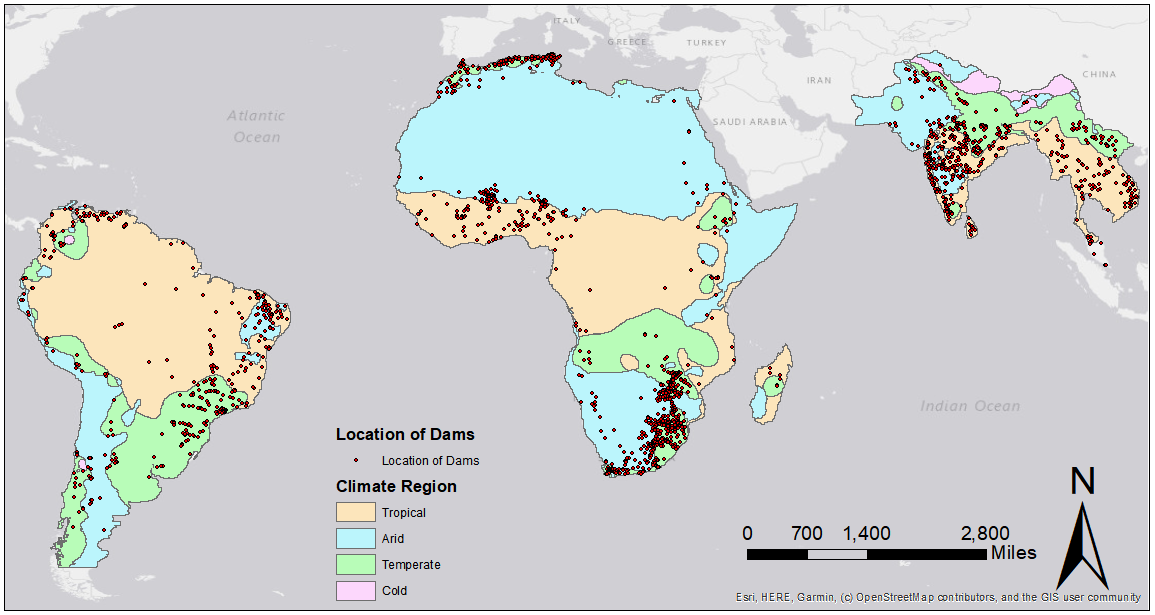 ITALY
GREECE
TURKEY
IRAN
CHINA
SAUDI ARABIA
Atlantic
Ocean
Indian Ocean
Location of Dams
Location of Dams
Climate Region
Tropical
Arid
Temperate
Cold
N
0 700 1,400 2,800
Miles
Esri, HERE, Garmin, (c) OpenStreetMap contributors, and the GIS user community